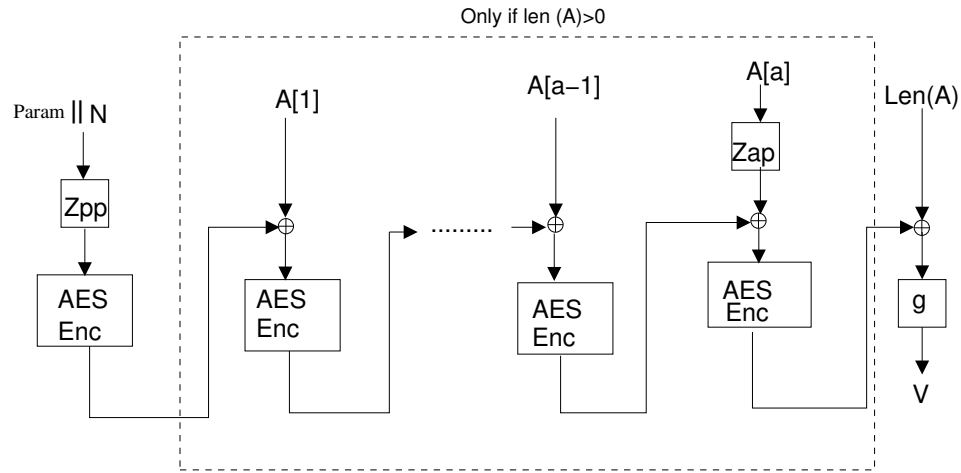 Only if len (A)>0
Param || N
A[1]
A[a−1]
A[a]
Len(A)
Zpp
Zap
AES
Enc
AES
Enc
.........
AES
Enc
AES
Enc
g
V